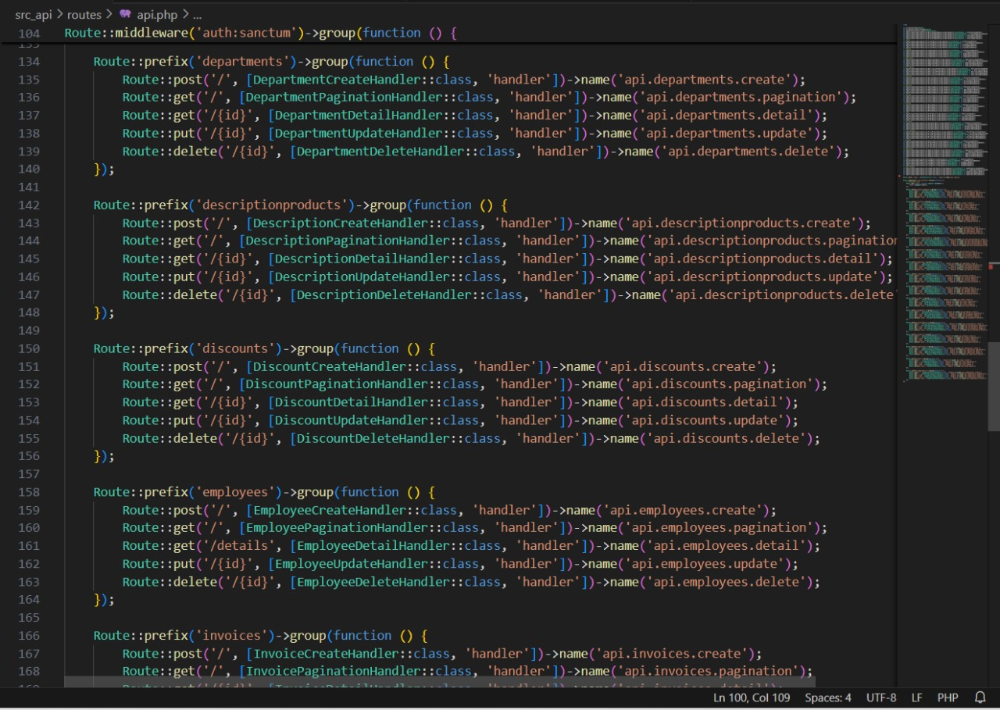 src_api > routes > api.php > ...
104 Route::middleware('auth:sanctum')->group(function () {
134 Route::prefix('departments')->group(function () {
135 Route::post('/', [DepartmentCreateHandler::class, 'handler'])->name('api.departments.create');
136 Route::get('/', [DepartmentPaginationHandler::class, 'handler'])->name('api.departments.pagination');
137 Route::get('/{id}', [DepartmentDetailHandler::class, 'handler'])->name('api.departments.detail');
138 Route::put('/{id}', [DepartmentUpdateHandler::class, 'handler'])->name('api.departments.update');
139 Route::delete('/{id}', [DepartmentDeleteHandler::class, 'handler'])->name('api.departments.delete');
140 });
141
142 Route::prefix('descriptionproducts')->group(function () {
143 Route::post('/', [DescriptionCreateHandler::class, 'handler'])->name('api.descriptionproducts.create');
144 Route::get('/', [DescriptionPaginationHandler::class, 'handler'])->name('api.descriptionproducts.pagination
145 Route::get('/{id}', [DescriptionDetailHandler::class, 'handler'])->name('api.descriptionproducts.detail');
146 Route::put('/{id}', [DescriptionUpdateHandler::class, 'handler'])->name('api.descriptionproducts.update');
147 Route::delete('/{id}', [DescriptionDeleteHandler::class, 'handler'])->name('api.descriptionproducts.delete
148 });
149
150 Route::prefix('discounts')->group(function () {
151 Route::post('/', [DiscountCreateHandler::class, 'handler'])->name('api.discounts.create');
152 Route::get('/', [DiscountPaginationHandler::class, 'handler'])->name('api.discounts.pagination');
153 Route::get('/{id}', [DiscountDetailHandler::class, 'handler'])->name('api.discounts.detail');
154 Route::put('/{id}', [DiscountUpdateHandler::class, 'handler'])->name('api.discounts.update');
155 Route::delete('/{id}', [DiscountDeleteHandler::class, 'handler'])->name('api.discounts.delete');
156 });
157
158 Route::prefix('employees')->group(function () {
159 Route::post('/', [EmployeeCreateHandler::class, 'handler'])->name('api.employees.create');
160 Route::get('/', [EmployeePaginationHandler::class, 'handler'])->name('api.employees.pagination');
161 Route::get('/details', [EmployeeDetailHandler::class, 'handler'])->name('api.employees.detail');
162 Route::put('/{id}', [EmployeeUpdateHandler::class, 'handler'])->name('api.employees.update');
163 Route::delete('/{id}', [EmployeeDeleteHandler::class, 'handler'])->name('api.employees.delete');
164 });
165
166 Route::prefix('invoices')->group(function () {
167 Route::post('/', [InvoiceCreateHandler::class, 'handler'])->name('api.invoices.create');
168 Route::get('/', [InvoicePaginationHandler::class, 'handler'])->name('api.invoices.pagination');
Ln 100, Col 109 Spaces: 4 UTF-8 LF PHP